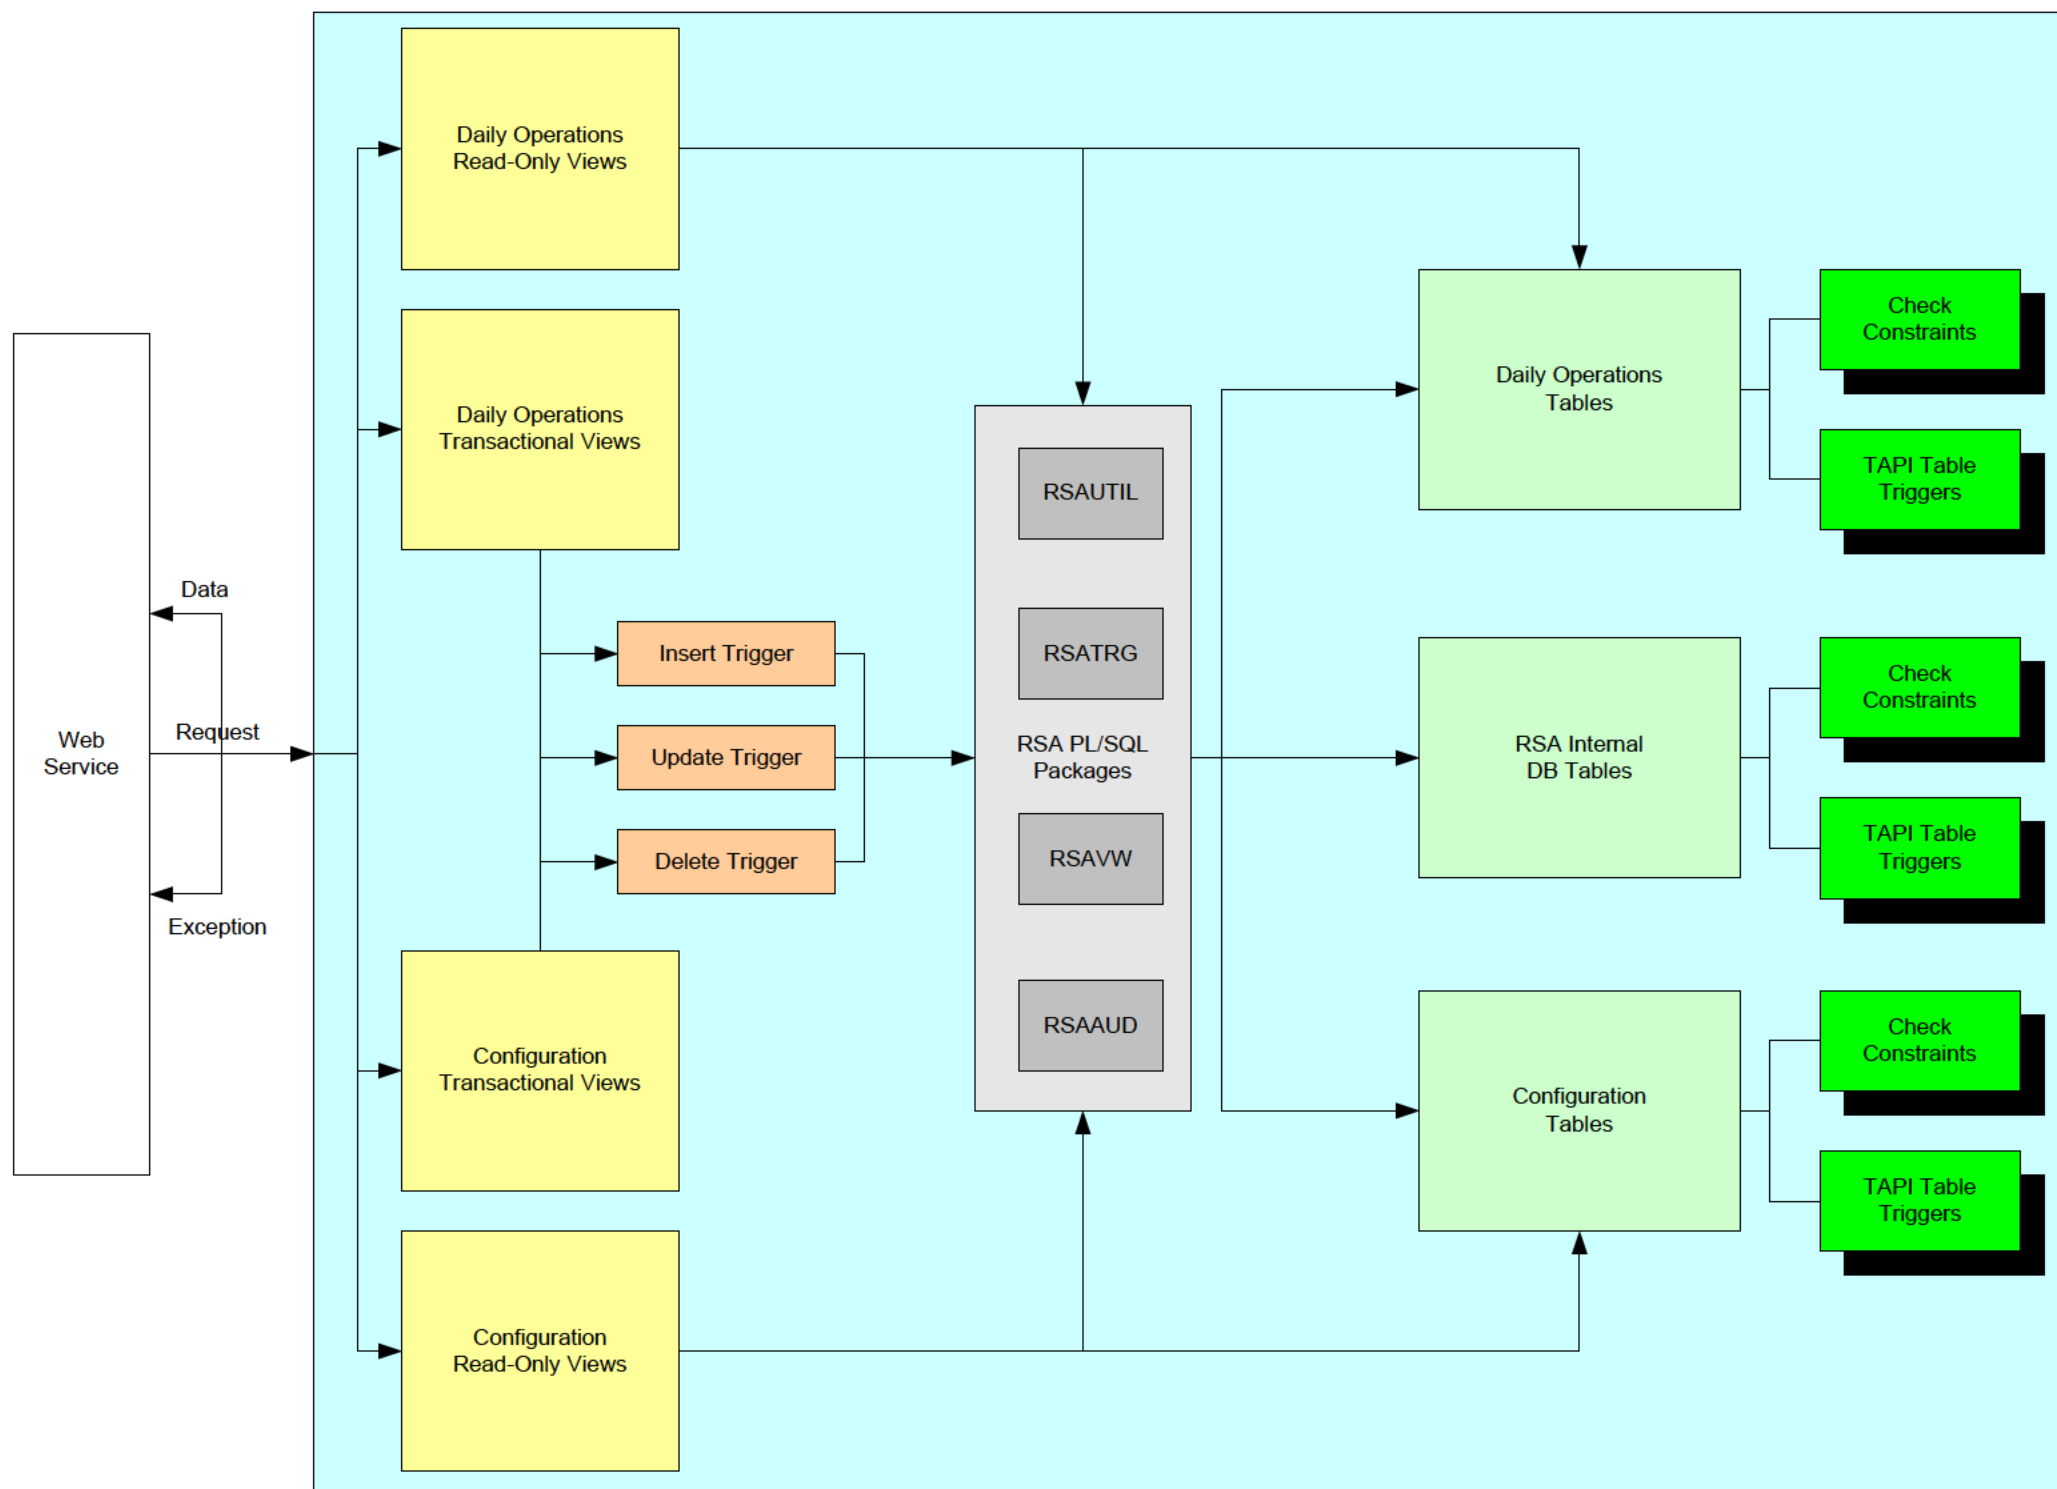 Web
Service
Data
Request
Exception
Daily Operations
Read-Only Views
Daily Operations
Transactional Views
Insert Trigger
Update Trigger
Delete Trigger
Configuration
Transactional Views
Configuration
Read-Only Views
RSAUTIL
RSATRG
RSA PL/SQL
Packages
RSAVW
RSAAUD
Daily Operations
Tables
Check
Constraints
TAPI Table
Triggers
RSA Internal
DB Tables
Check
Constraints
TAPI Table
Triggers
Configuration
Tables
Check
Constraints
TAPI Table
Triggers